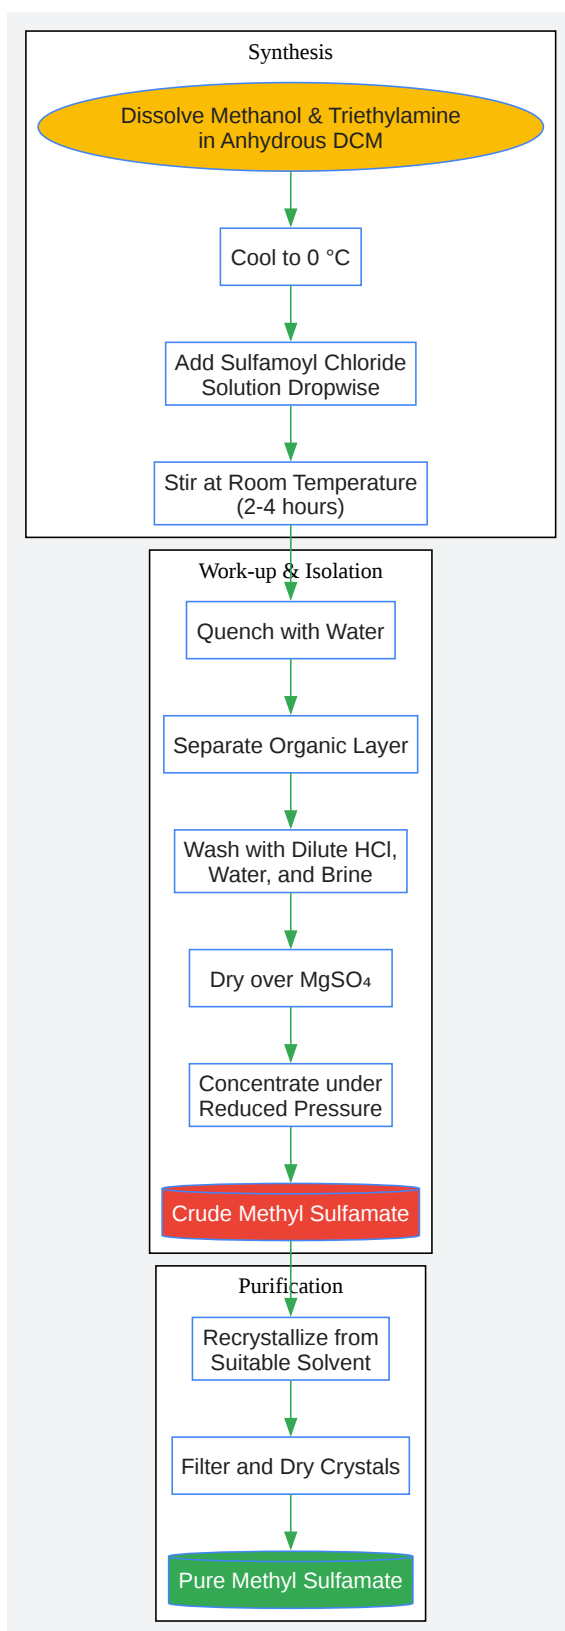 Synthesis
Dissolve Methanol & Triethylamine
in Anhydrous DCM
Cool to 0 °C
Add Sulfamoyl Chloride
Solution Dropwise
Stir at Room Temperature
(2-4 hours)
Work-up & Isolation
Quench with Water
Separate Organic Layer
Wash with Dilute HCl,
Water, and Brine
Dry over MgSO₄
Concentrate under
Reduced Pressure
Crude Methyl Sulfamate
Purification
Recrystallize from
Suitable Solvent
Filter and Dry Crystals
Pure Methyl Sulfamate